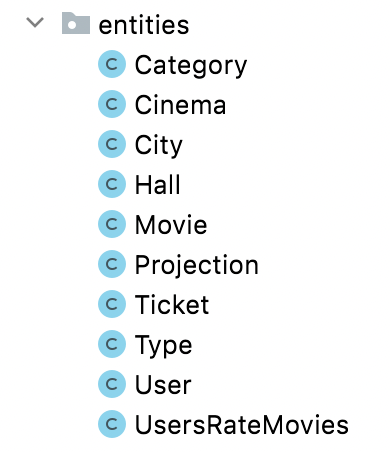 entities
C Category
C Cinema
C City
C Hall
C Movie
C Projection
C Ticket
C Type
C User
C UsersRateMovies